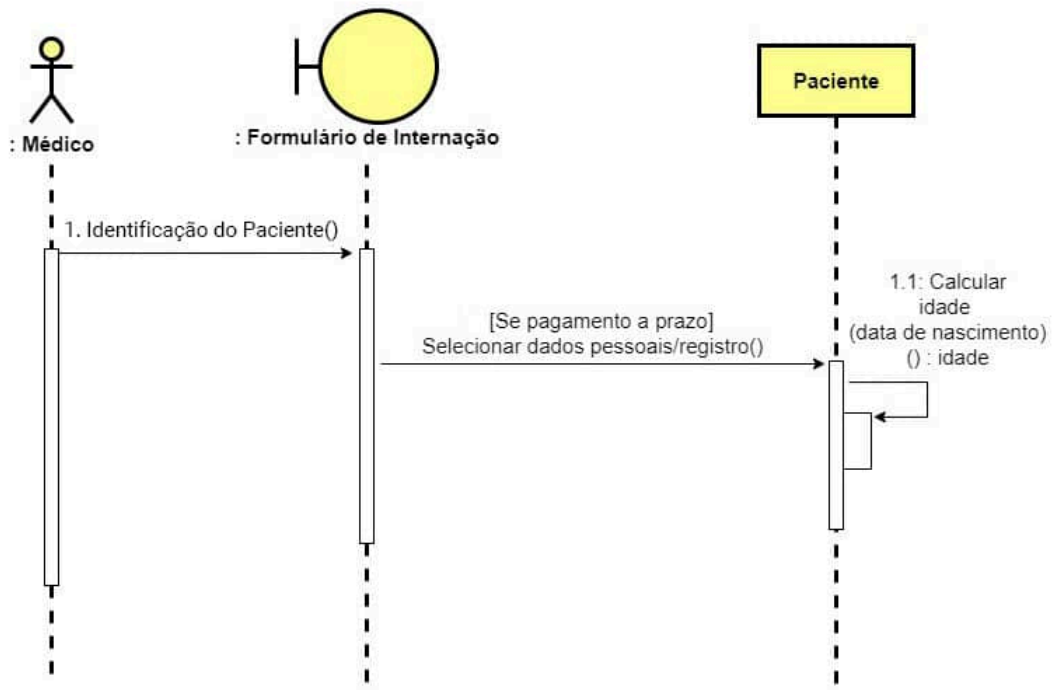 Paciente
: Médico
: Formulário de Internação
1. Identificação do Paciente()
1.1: Calcular
idade
(data de nascimento)
() : idade
[Se pagamento a prazo]
Selecionar dados pessoais/registro()